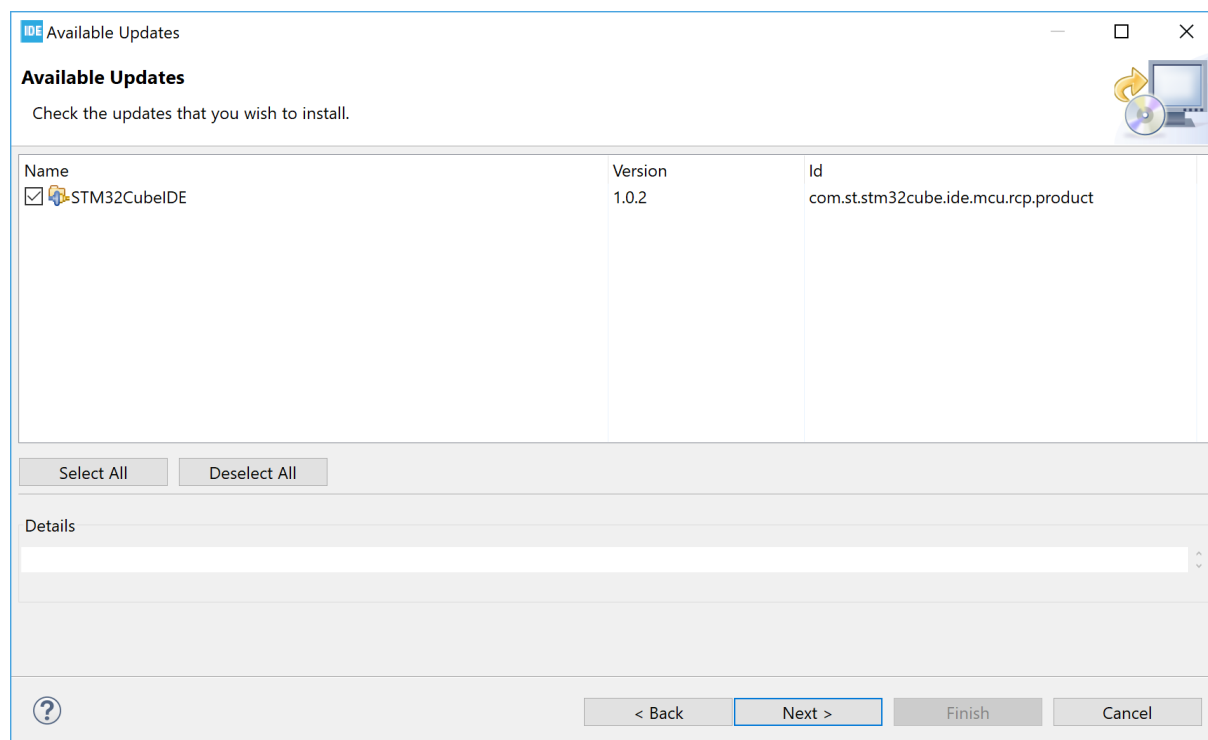 IDE Available Updates
Available Updates
Check the updates that you wish to install.
Name Version Id
STM32CubeIDE 1.0.2 com.st.stm32cube.ide.mcu.rcp.product
Select All Deselect All
Details
? < Back Next > Finish Cancel